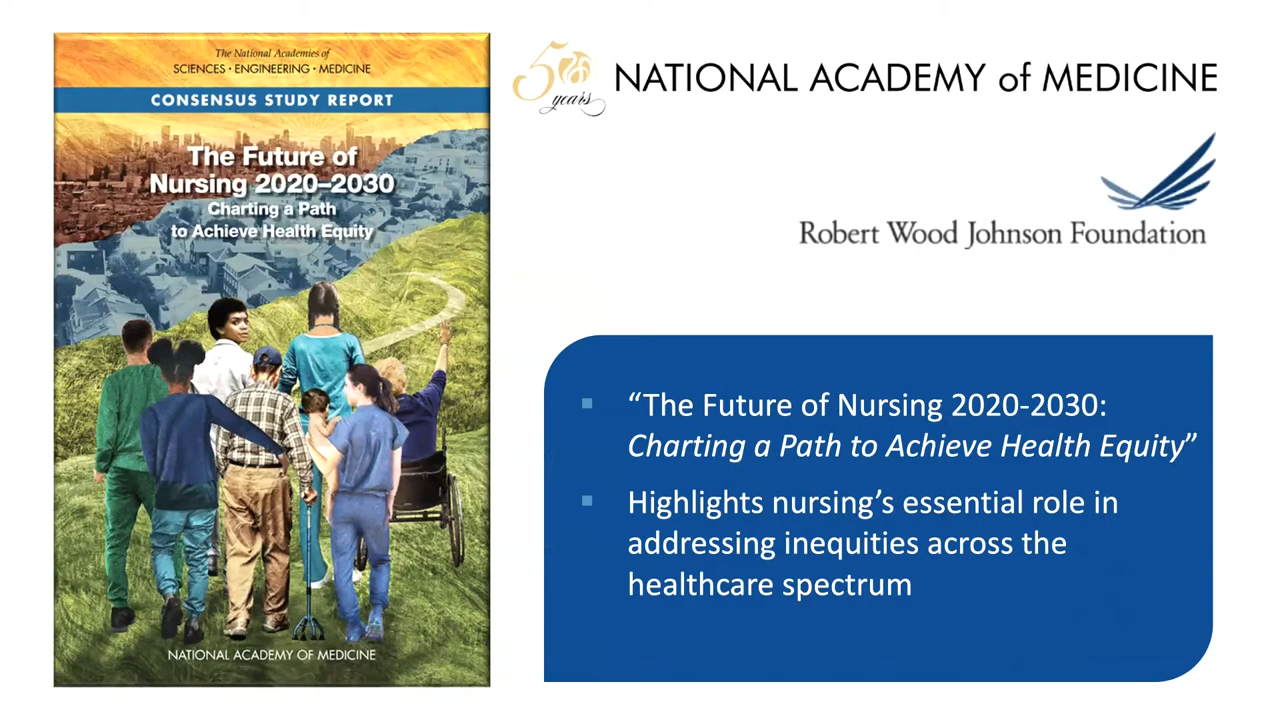 The National Academies of
SCIENCES • ENGINEERING • MEDICINE
CONSENSUS STUDY REPORT
The Future of
Nursing 2020–2030
Charting a Path
to Achieve Health Equity
NATIONAL ACADEMY OF MEDICINE
50 years
NATIONAL ACADEMY of MEDICINE
Robert Wood Johnson Foundation
▪ “The Future of Nursing 2020-2030:
Charting a Path to Achieve Health Equity”
▪ Highlights nursing’s essential role in
addressing inequities across the
healthcare spectrum